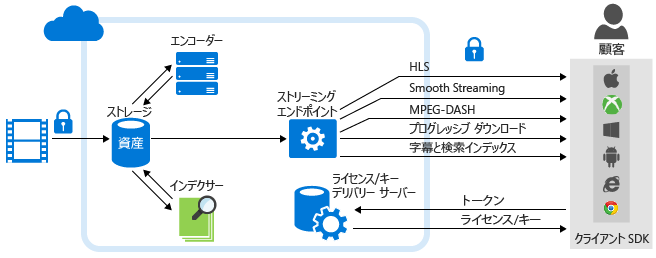 エンコーダー
ストレージ
資産
インデクサー
ストリーミング
エンドポイント
ライセンス/キー
デリバリー サーバー
HLS
Smooth Streaming
MPEG-DASH
プログレッシブ ダウンロード
字幕と検索インデックス
トークン
ライセンス/キー
顧客
クライアント SDK